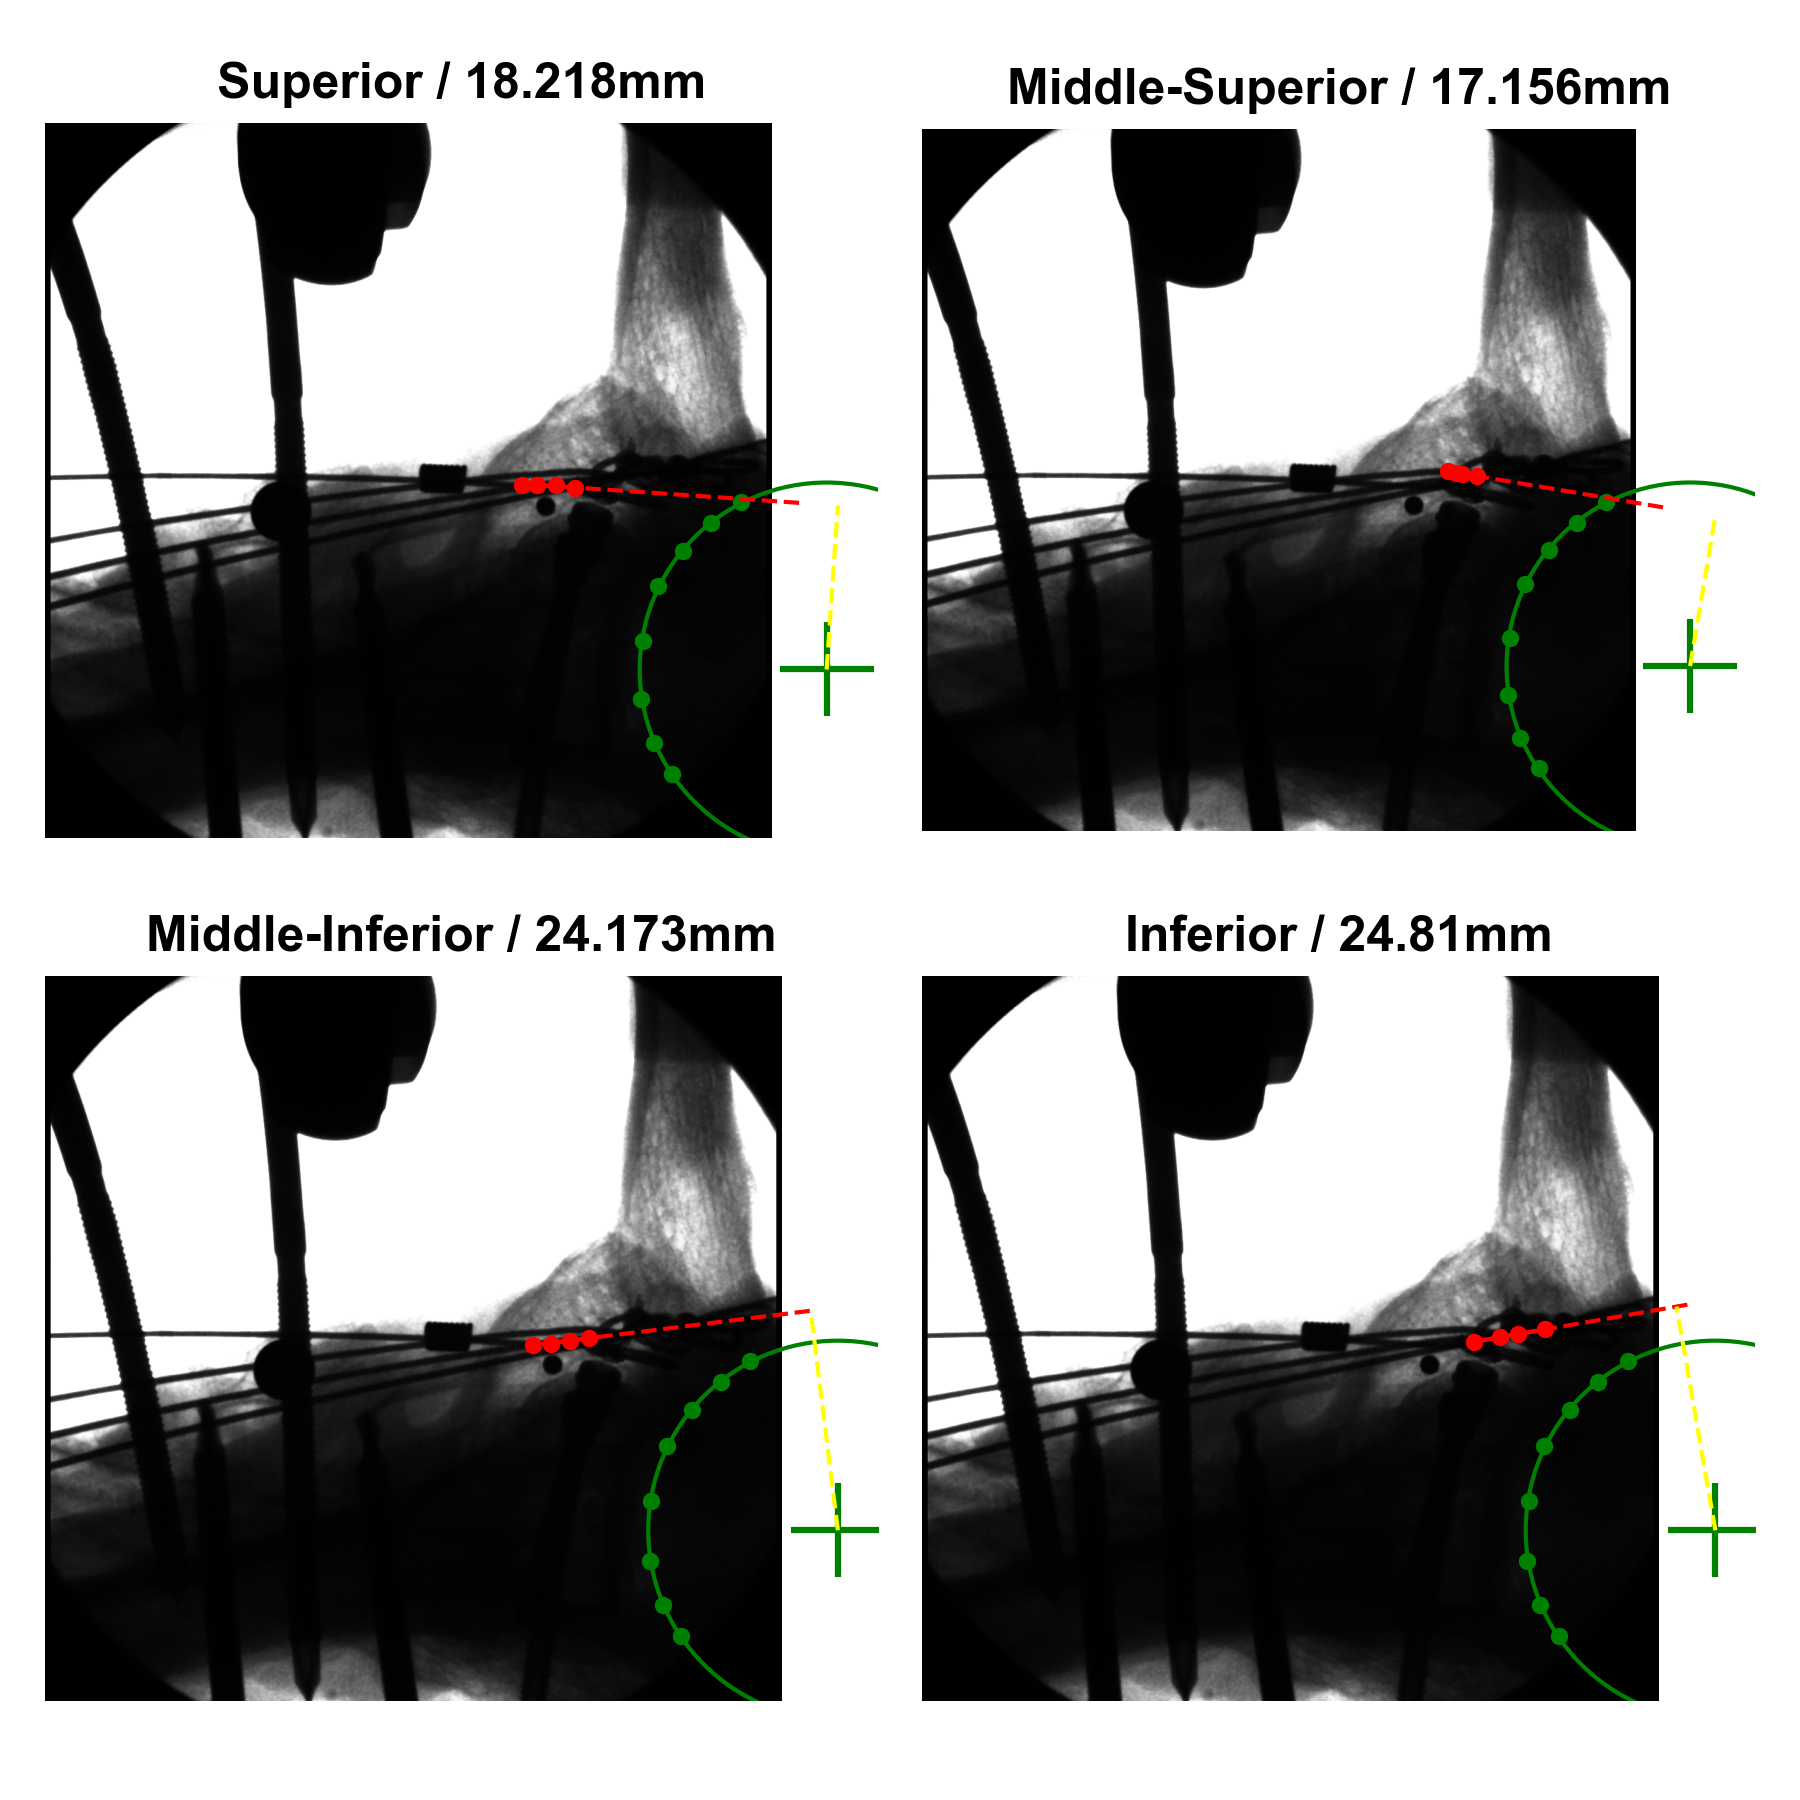 Superior / 18.218mm
Middle-Superior / 17.156mm
Middle-Inferior / 24.173mm
Inferior / 24.81mm